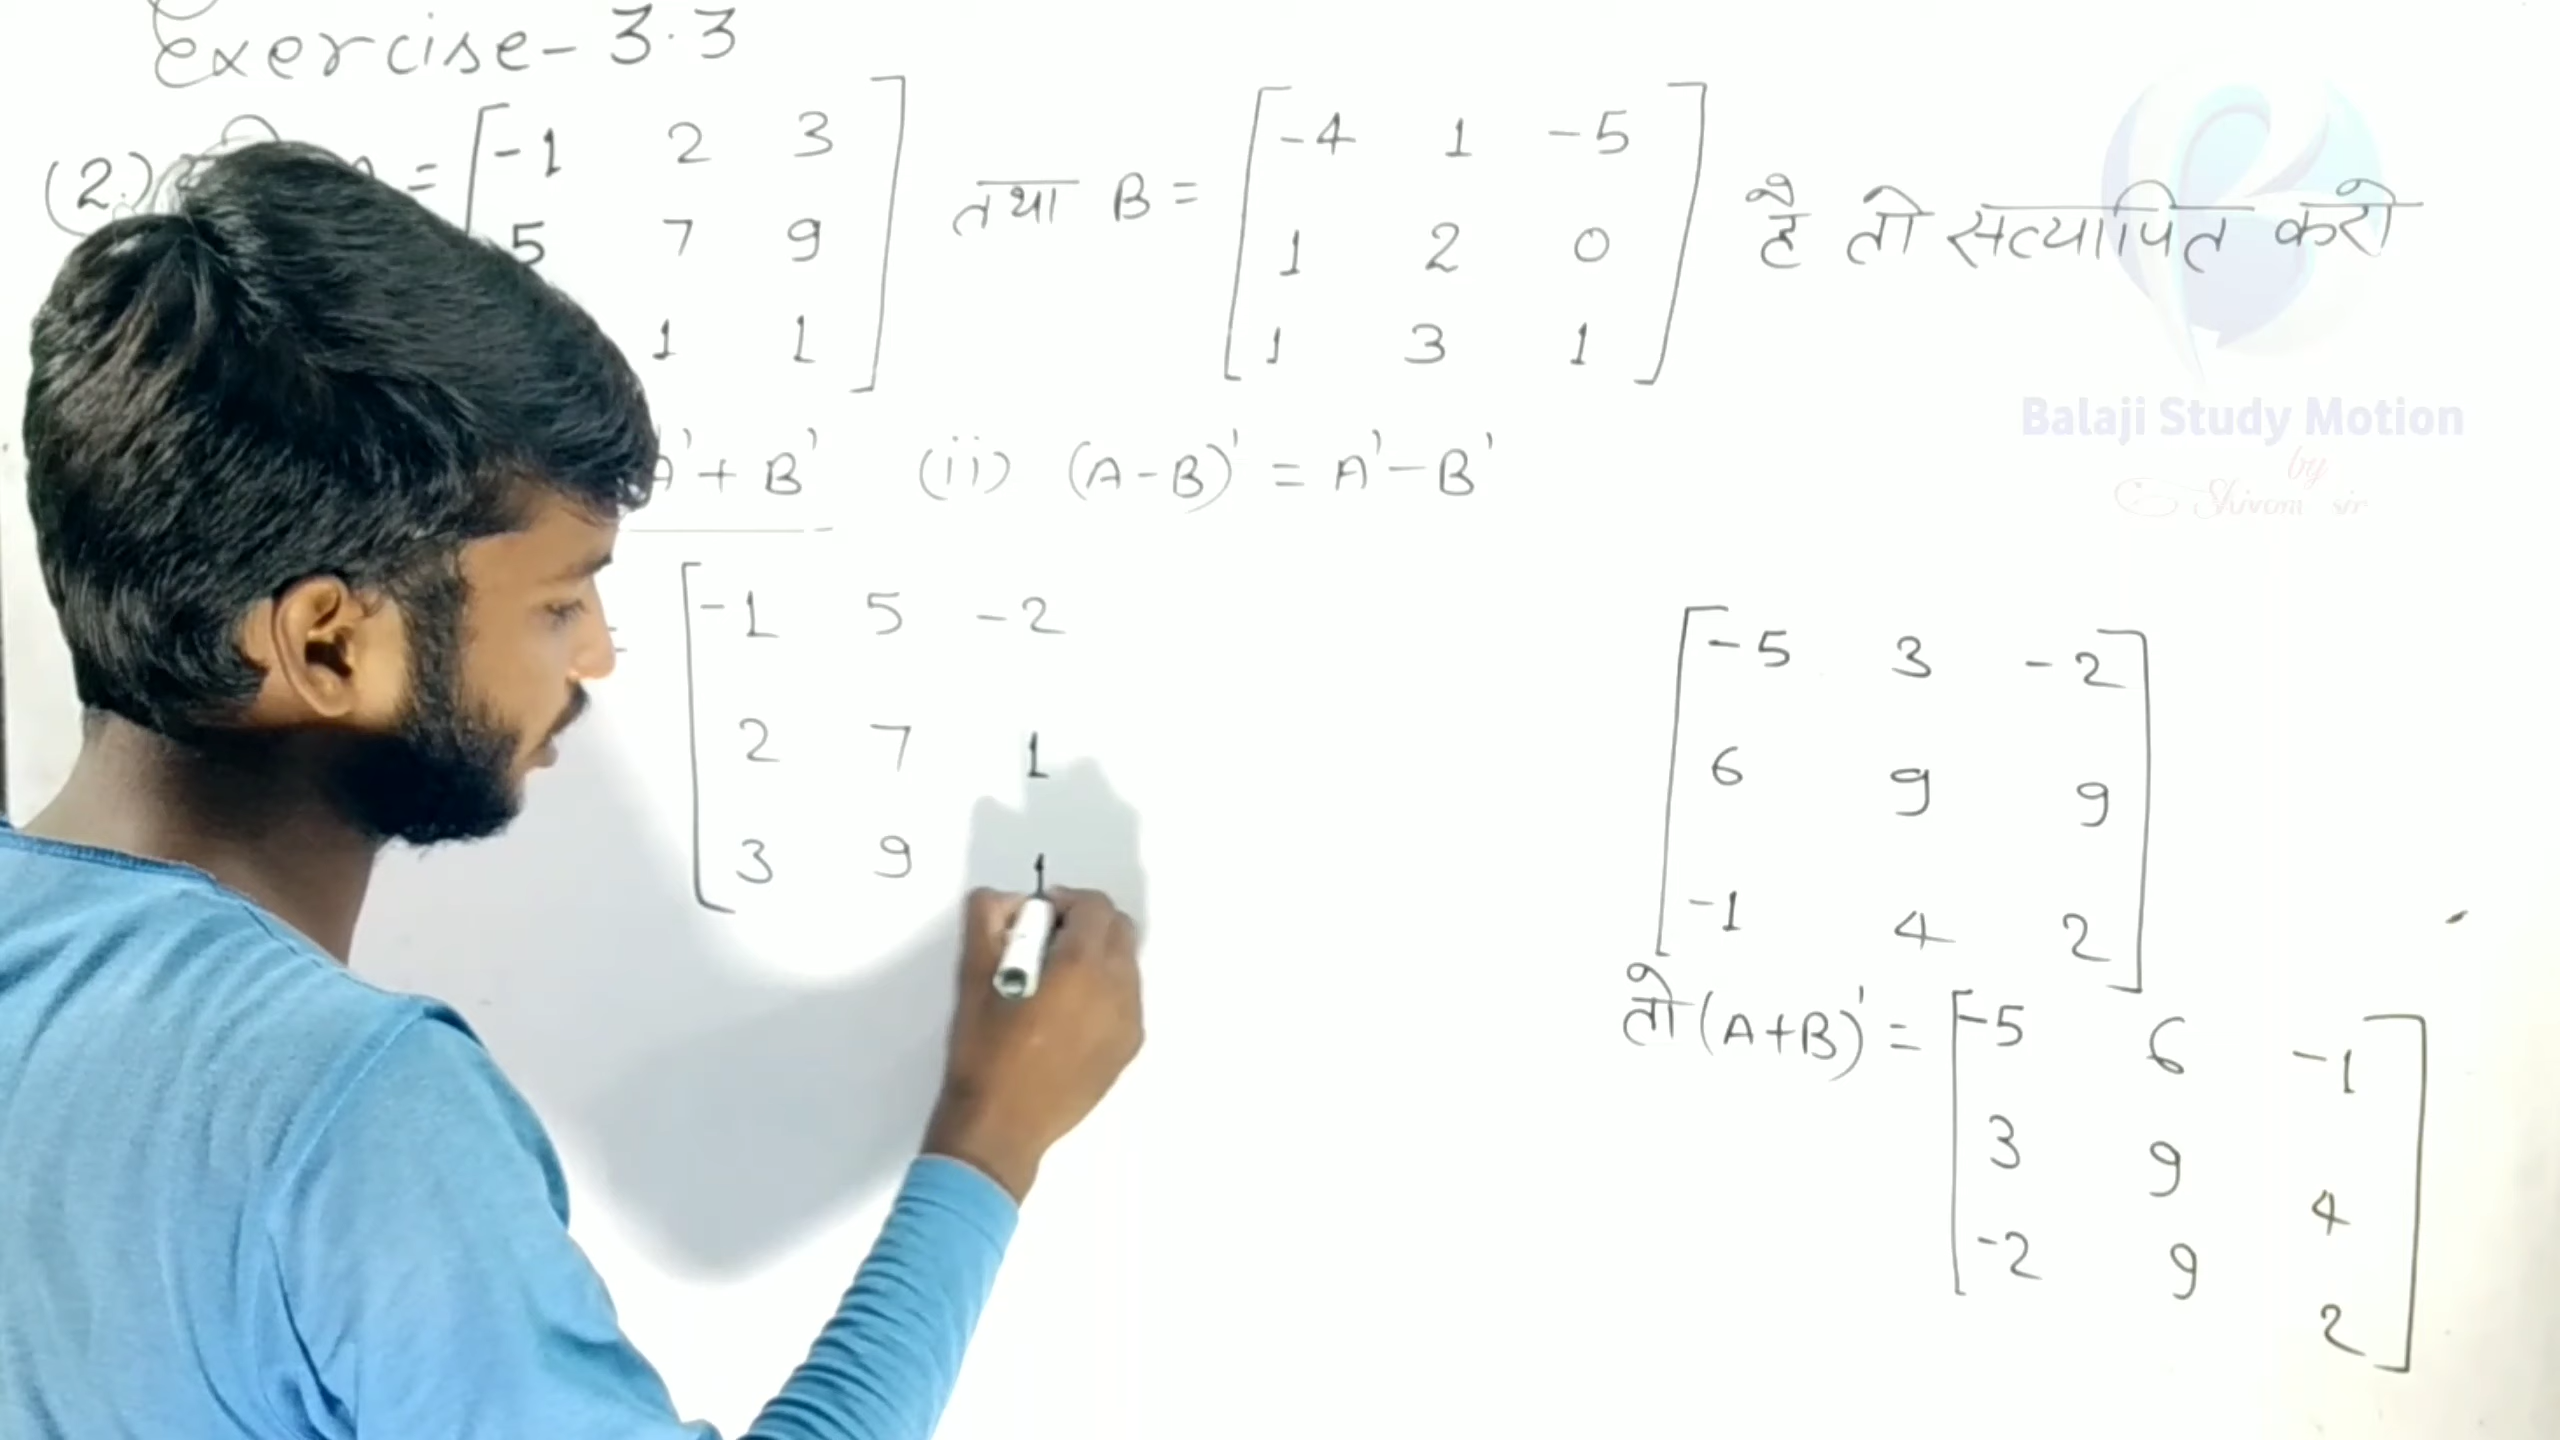 Exercise - 3.3
(2.) = [ -1 2 3 तथा B = [ -4 1 -5 ] है तो सत्यापित करो
5 7 9 ] 1 2 0
1 1 1 3 1
A' + B' (ii) (A-B)' = A' - B'
Balaji Study Motion
by
Shivam sir
= [ -1 5 -2
2 7 1
3 9 1
[ -5 3 -2 ]
6 9 9
-1 4 2
तो (A+B)' = [ -5 6 -1 ]
3 9 4
-2 9 2